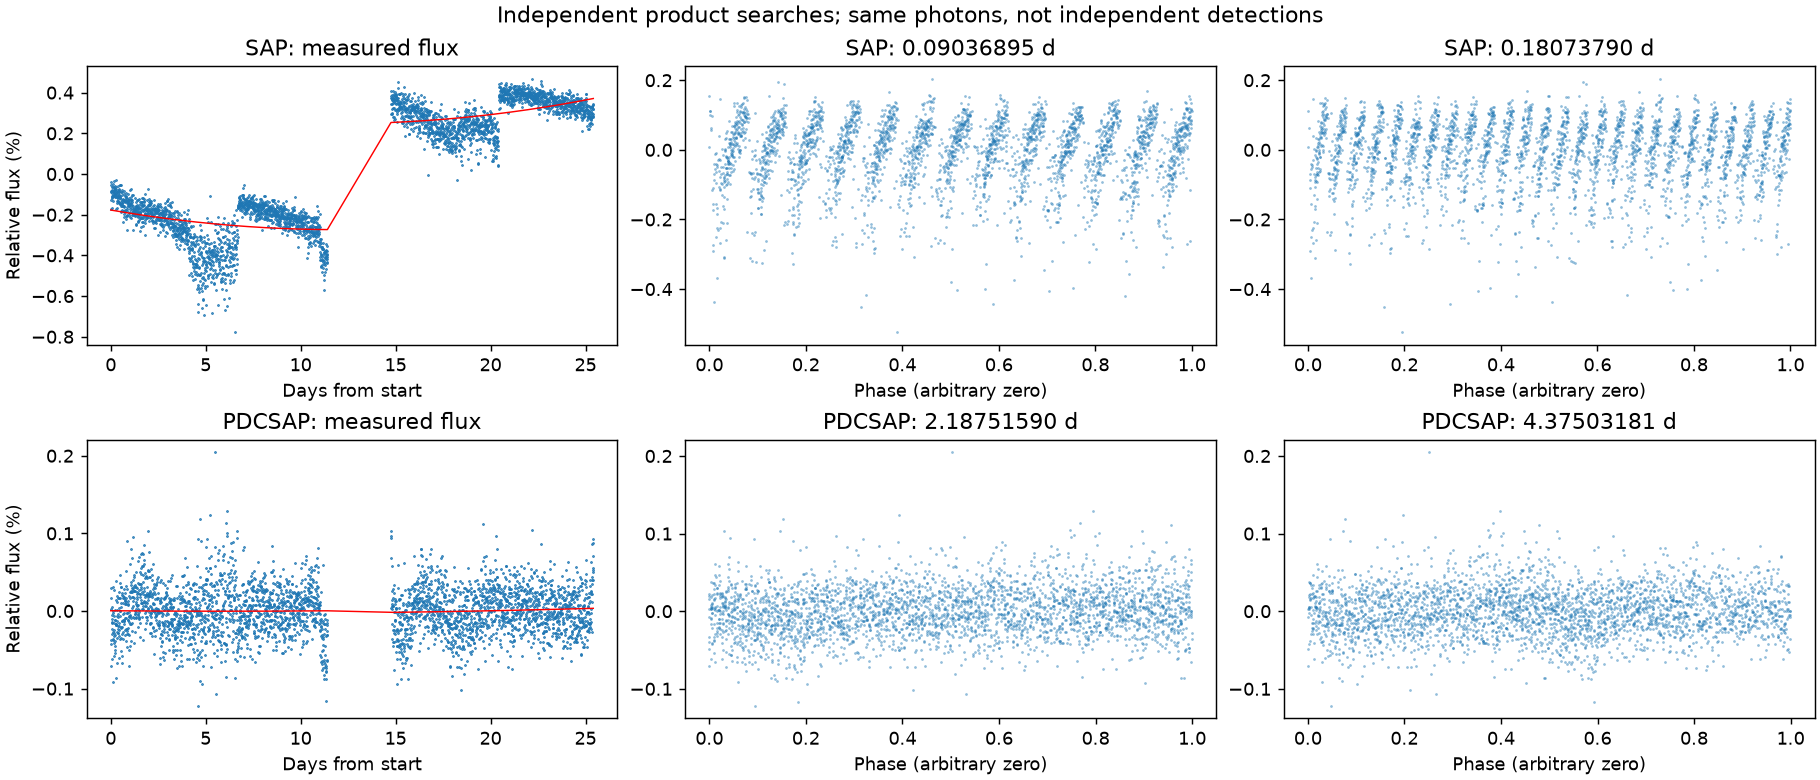 Independent product searches; same photons, not independent detections
SAP: measured flux
Relative flux (%)
0.4
0.2
0.0
−0.2
−0.4
−0.6
−0.8
0 5 10 15 20 25
Days from start
SAP: 0.09036895 d
0.2
0.0
−0.2
−0.4
0.0 0.2 0.4 0.6 0.8 1.0
Phase (arbitrary zero)
SAP: 0.18073790 d
0.2
0.0
−0.2
−0.4
0.0 0.2 0.4 0.6 0.8 1.0
Phase (arbitrary zero)
PDCSAP: measured flux
Relative flux (%)
0.2
0.1
0.0
−0.1
0 5 10 15 20 25
Days from start
PDCSAP: 2.18751590 d
0.2
0.1
0.0
−0.1
0.0 0.2 0.4 0.6 0.8 1.0
Phase (arbitrary zero)
PDCSAP: 4.37503181 d
0.2
0.1
0.0
−0.1
0.0 0.2 0.4 0.6 0.8 1.0
Phase (arbitrary zero)